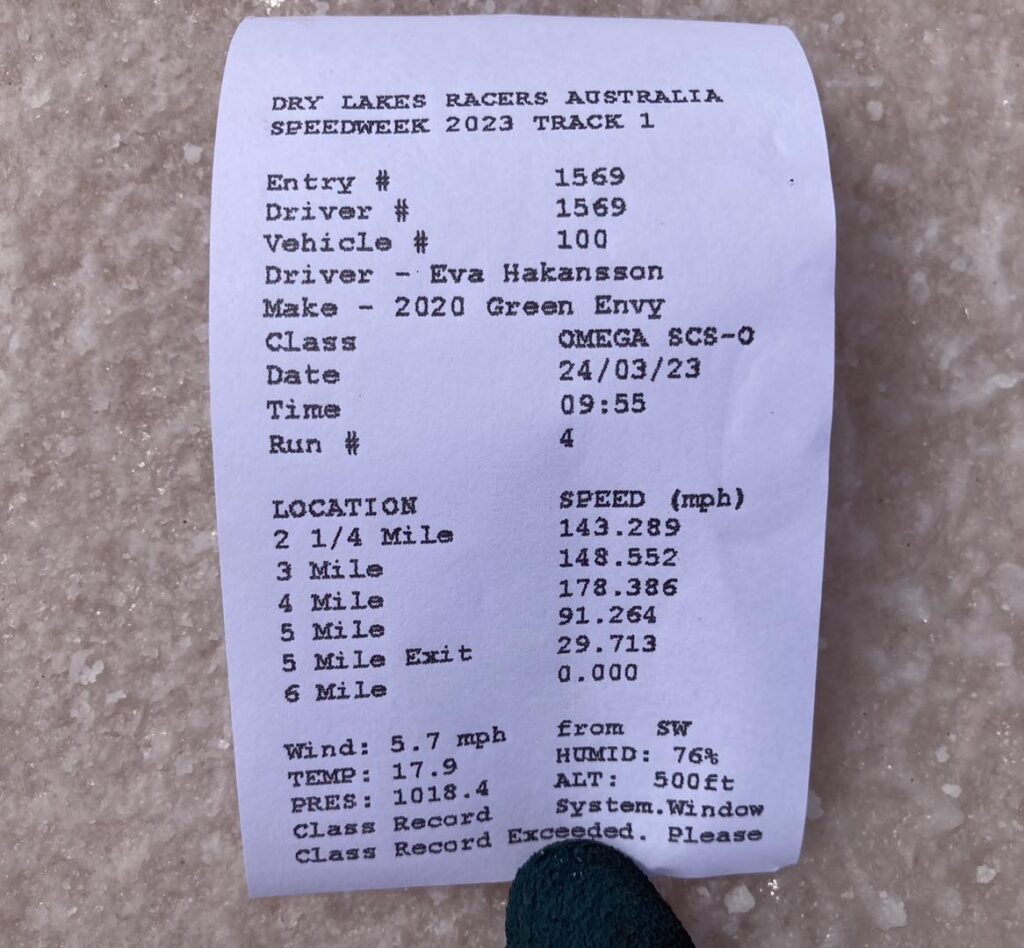 DRY LAKES RACERS AUSTRALIA
SPEEDWEEK 2023 TRACK 1
Entry # 1569
Driver # 1569
Vehicle # 100
Driver - Eva Hakansson
Make - 2020 Green Envy
Class OMEGA SCS-O
Date 24/03/23
Time 09:55
Run # 4
LOCATION SPEED (mph)
2 1/4 Mile 143.289
3 Mile 148.552
4 Mile 178.386
5 Mile 91.264
5 Mile Exit 29.713
6 Mile 0.000
Wind: 5.7 mph from SW
TEMP: 17.9 HUMID: 76%
PRES: 1018.4 ALT: 500ft
Class Record System.Window
Class Record Exceeded. Please